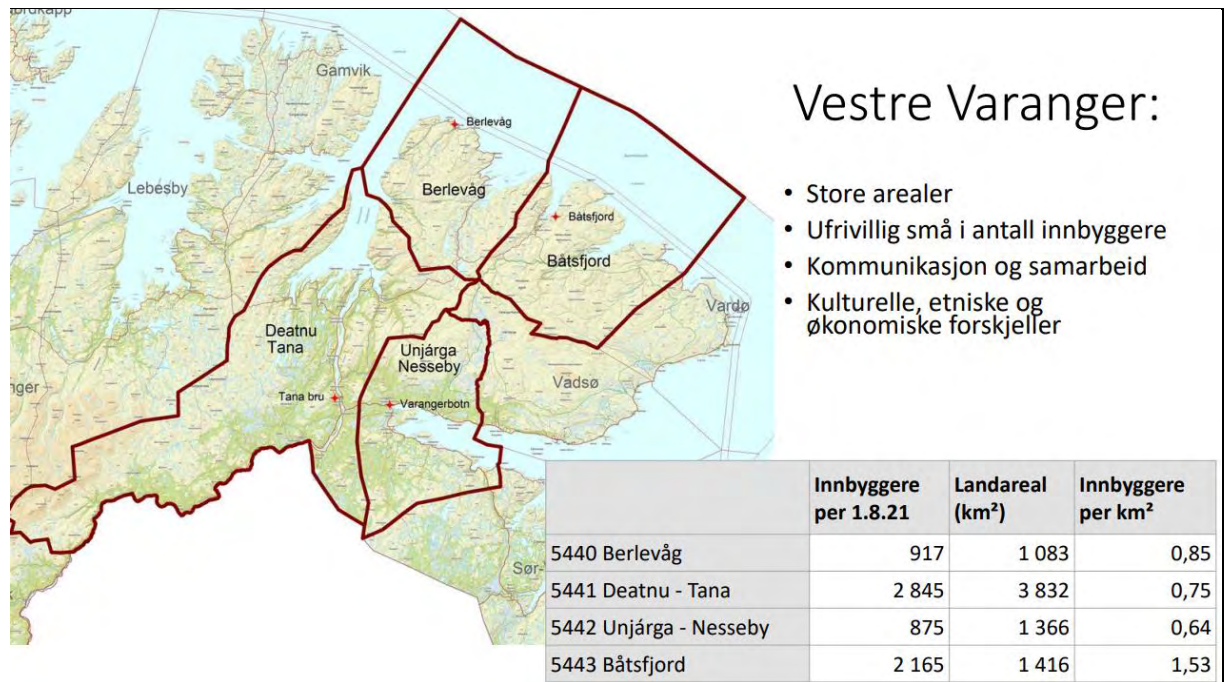 Gamvik
Berlevåg
Berlevåg
Lebesby
Båtsfjord
Båtsfjord
Vardø
Deatnu
Tana
Unjárga
Nesseby
Vadsø
Tana bru
Varangerbotn
Vestre Varanger:
• Store arealer
• Ufrivillig små i antall innbyggere
• Kommunikasjon og samarbeid
• Kulturelle, etniske og
økonomiske forskjeller
Innbyggere per 1.8.21 Landareal (km²) Innbyggere per km²
5440 Berlevåg 917 1 083 0,85
5441 Deatnu - Tana 2 845 3 832 0,75
5442 Unjárga - Nesseby 875 1 366 0,64
5443 Båtsfjord 2 165 1 416 1,53